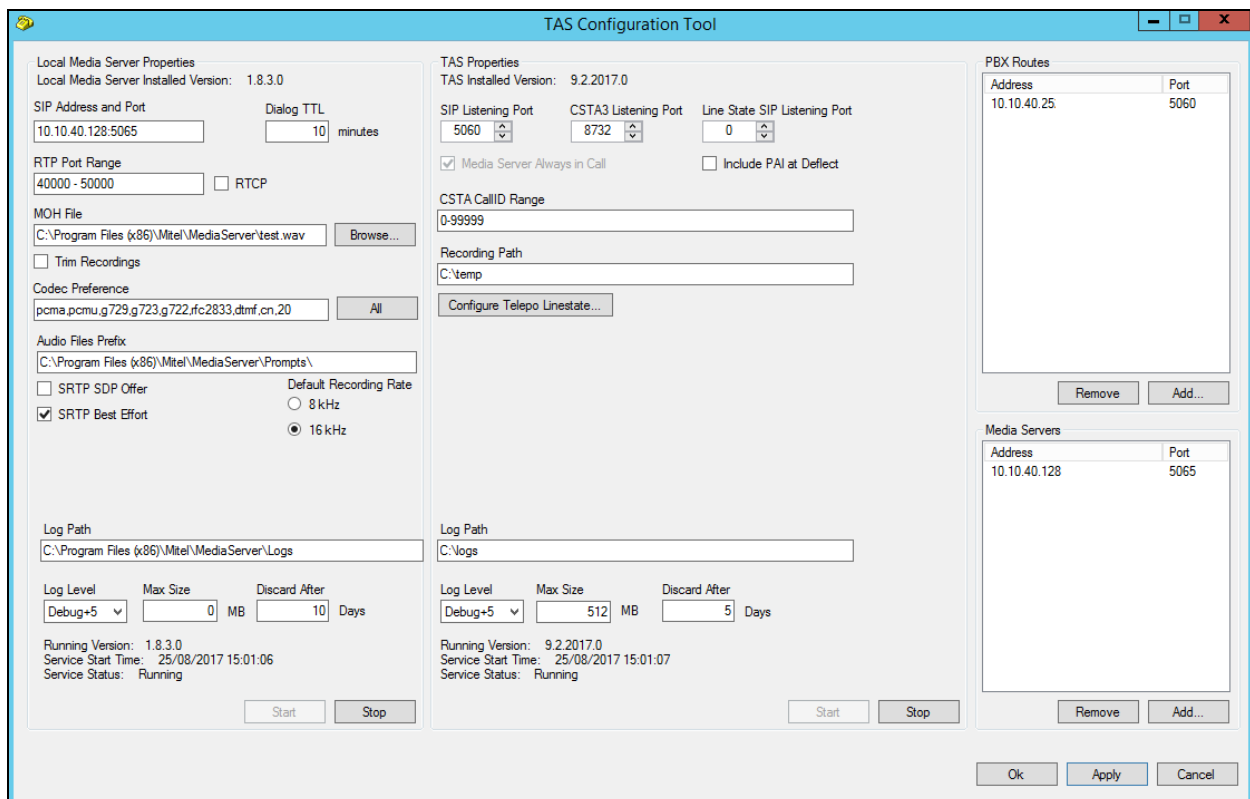 TAS Configuration Tool
Local Media Server Properties
Local Media Server Installed Version: 1.8.3.0
SIP Address and Port
Dialog TTL
10.10.40.128:5065
10 minutes
RTP Port Range
40000 - 50000
RTCP
MOH File
C:\Program Files (x86)\Mitel\MediaServer\test.wav
Browse...
Trim Recordings
Codec Preference
pcma,pcmu,g729,g723,g722,rfc2833,dtmf,cn,20
All
Audio Files Prefix
C:\Program Files (x86)\Mitel\MediaServer\Prompts\
SRTP SDP Offer
Default Recording Rate
8 kHz
SRTP Best Effort
16 kHz
Log Path
C:\Program Files (x86)\Mitel\MediaServer\Logs
Log Level Max Size Discard After
Debug+5 0 MB 10 Days
Running Version: 1.8.3.0
Service Start Time: 25/08/2017 15:01:06
Service Status: Running
Start Stop
TAS Properties
TAS Installed Version: 9.2.2017.0
SIP Listening Port CSTA3 Listening Port Line State SIP Listening Port
5060 8732 0
Media Server Always in Call
Include PAI at Deflect
CSTA CallID Range
0-99999
Recording Path
C:\temp
Configure Telepo Linestate...
Log Path
C:\logs
Log Level Max Size Discard After
Debug+5 512 MB 5 Days
Running Version: 9.2.2017.0
Service Start Time: 25/08/2017 15:01:07
Service Status: Running
Start Stop
PBX Routes
Address Port
10.10.40.25. 5060
Remove Add...
Media Servers
Address Port
10.10.40.128 5065
Remove Add...
Ok Apply Cancel